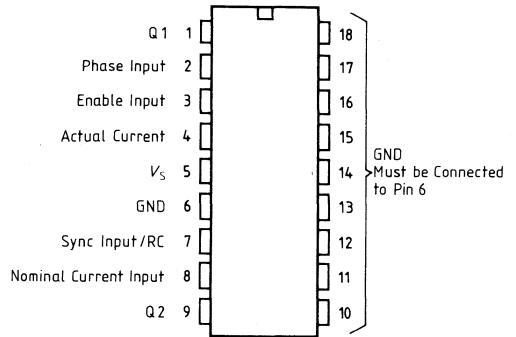 Q1 1
Phase Input 2
Enable Input 3
Actual Current 4
VS 5
GND 6
Sync Input/RC 7
Nominal Current Input 8
Q2 9
18
17
16
15
14
13
12
11
10
GND
Must be Connected
to Pin 6